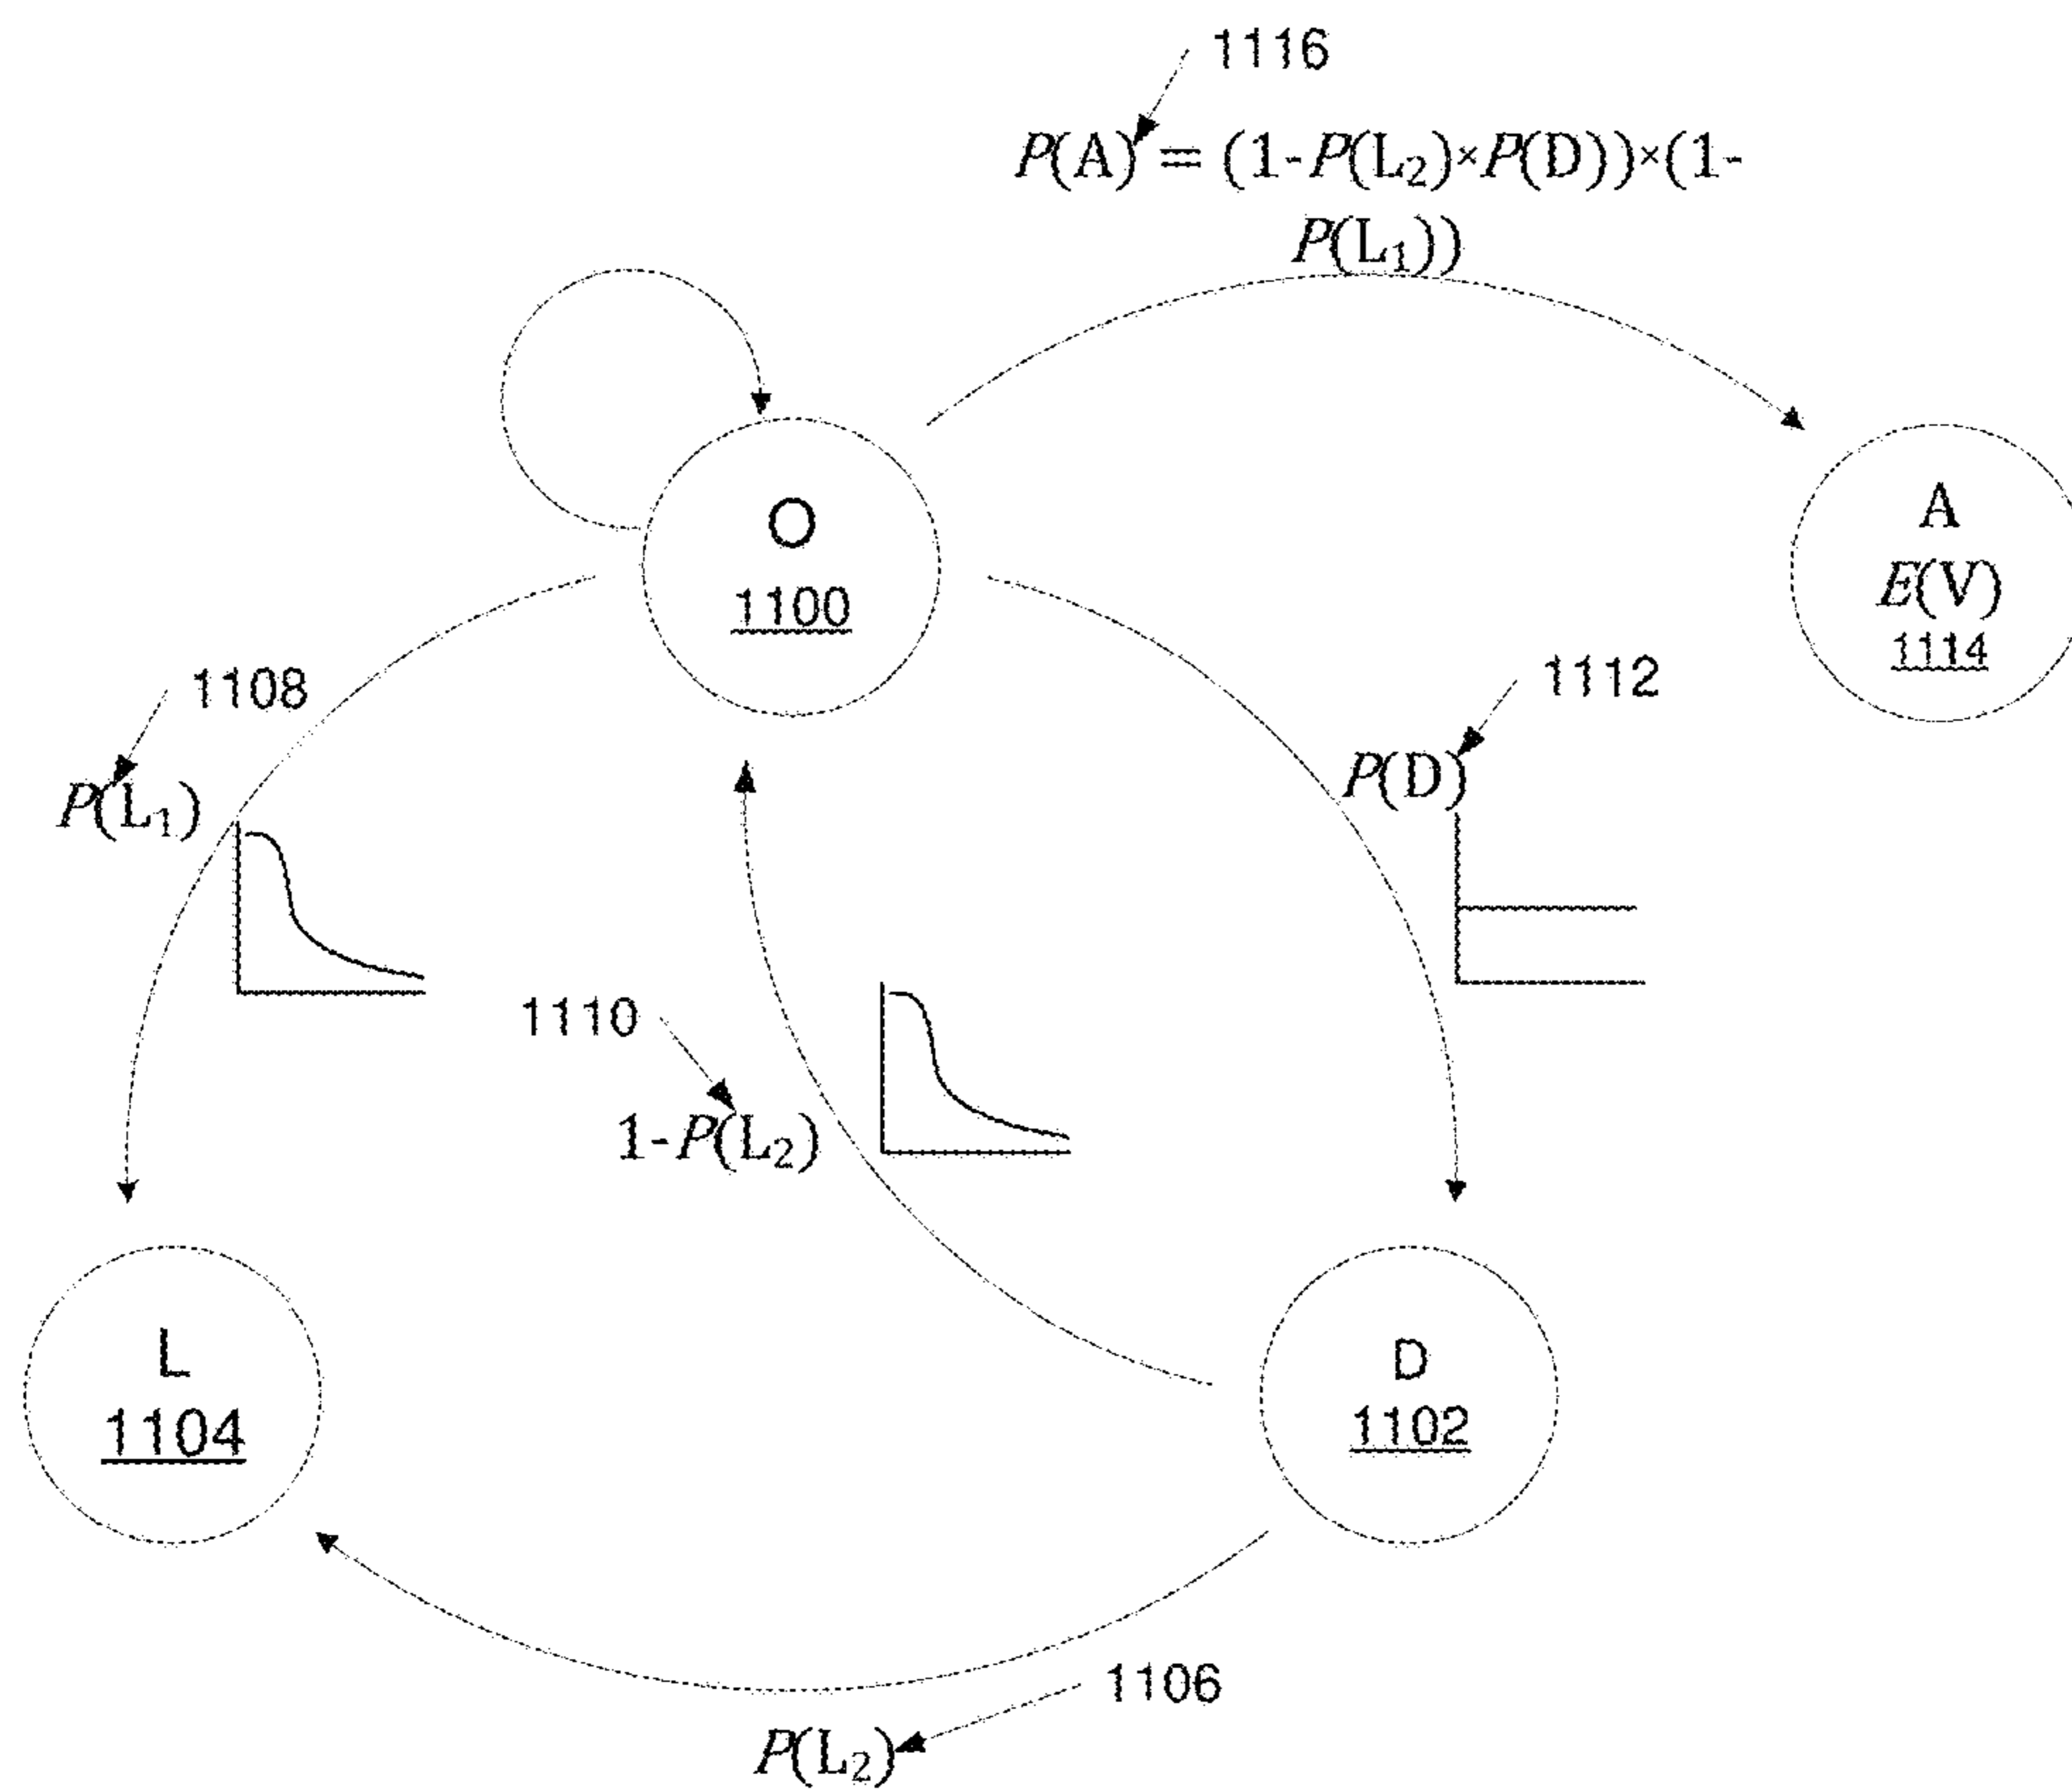 1116
P(A) = (1-P(L₂)×P(D))×(1-
P(L₁))
O
1100
A
E(V)
1114
1108
P(L₁)
1112
P(D)
1110
1-P(L₂)
L
1104
D
1102
1106
P(L₂)